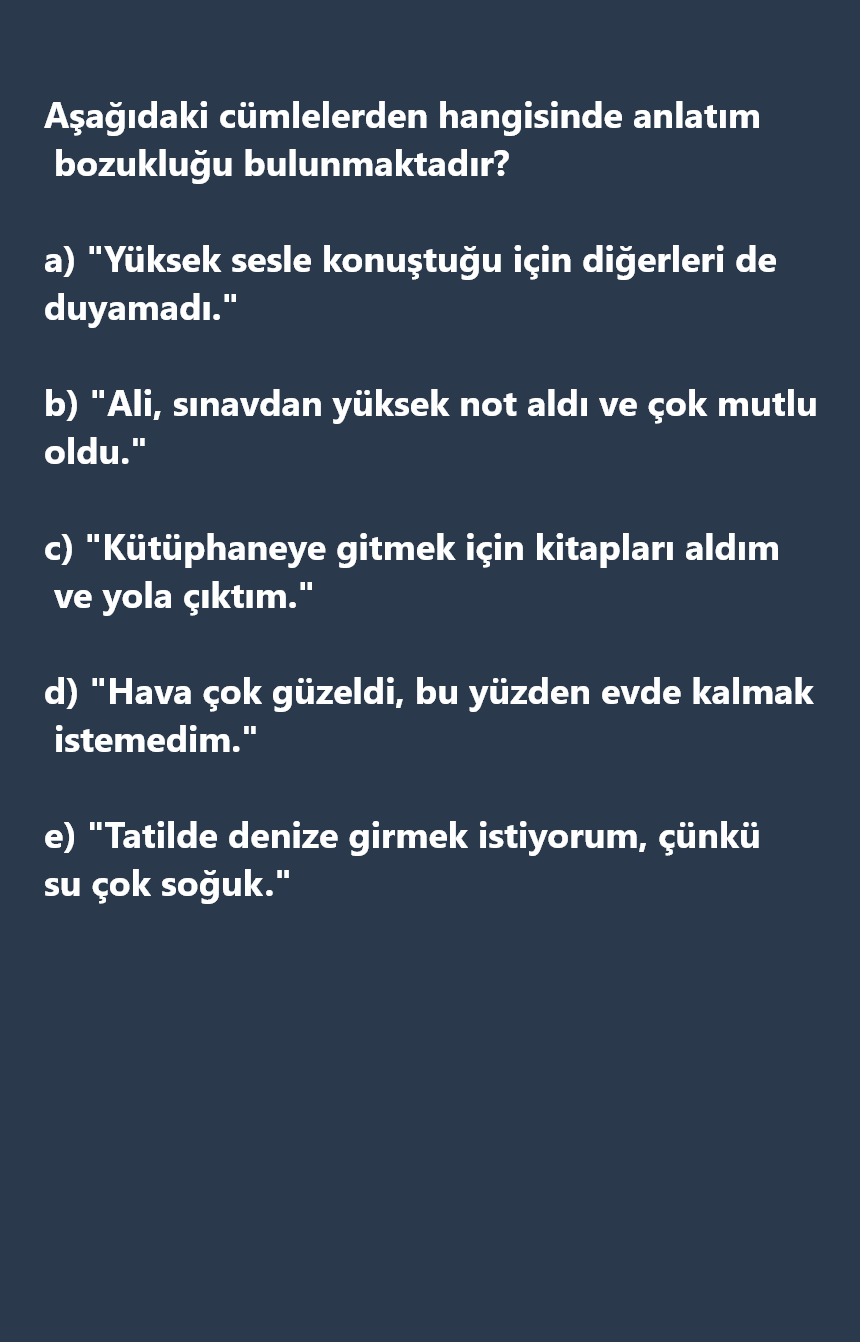 Aşağıdaki cümlelerden hangisinde anlatım
bozukluğu bulunmaktadır?
a) "Yüksek sesle konuştuğu için diğerleri de
duyamadı."
b) "Ali, sınavdan yüksek not aldı ve çok mutlu
oldu."
c) "Kütüphaneye gitmek için kitapları aldım
ve yola çıktım."
d) "Hava çok güzeldi, bu yüzden evde kalmak
istemedim."
e) "Tatilde denize girmek istiyorum, çünkü
su çok soğuk."